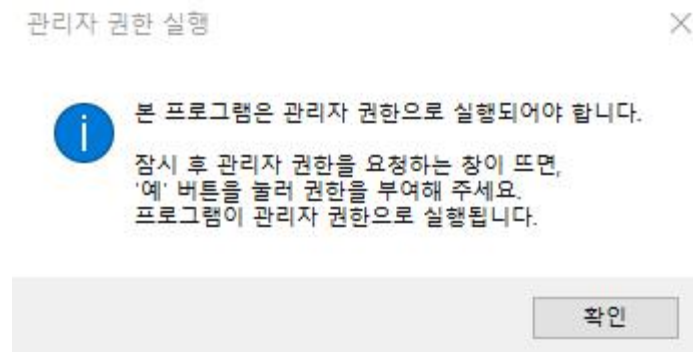 관리자 권한 실행
본 프로그램은 관리자 권한으로 실행되어야 합니다.
잠시 후 관리자 권한을 요청하는 창이 뜨면,
'예' 버튼을 눌러 권한을 부여해 주세요.
프로그램이 관리자 권한으로 실행됩니다.
확인